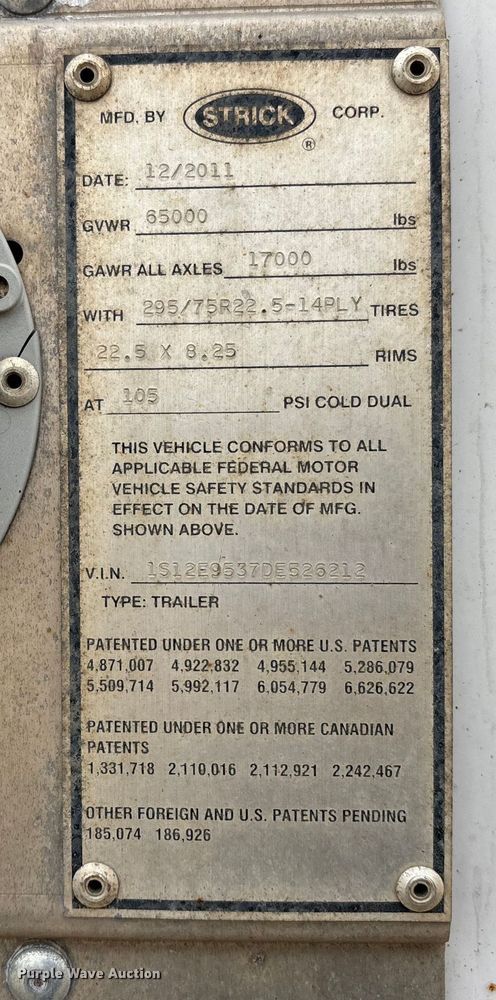 MFD. BY STRICK ® CORP.
DATE: 12/2011
GVWR 65000 lbs
GAWR ALL AXLES 17000 lbs
WITH 295/75R22.5-14PLY TIRES
22.5 X 8.25 RIMS
AT 105 PSI COLD DUAL
THIS VEHICLE CONFORMS TO ALL
APPLICABLE FEDERAL MOTOR
VEHICLE SAFETY STANDARDS IN
EFFECT ON THE DATE OF MFG.
SHOWN ABOVE.
V.I.N. 1S12E9537DE526212
TYPE: TRAILER
PATENTED UNDER ONE OR MORE U.S. PATENTS
4,871,007 4,922,832 4,955,144 5,286,079
5,509,714 5,992,117 6,054,779 6,626,622
PATENTED UNDER ONE OR MORE CANADIAN
PATENTS
1,331,718 2,110,016 2,112,921 2,242,467
OTHER FOREIGN AND U.S. PATENTS PENDING
185,074 186,926
Purple Wave Auction